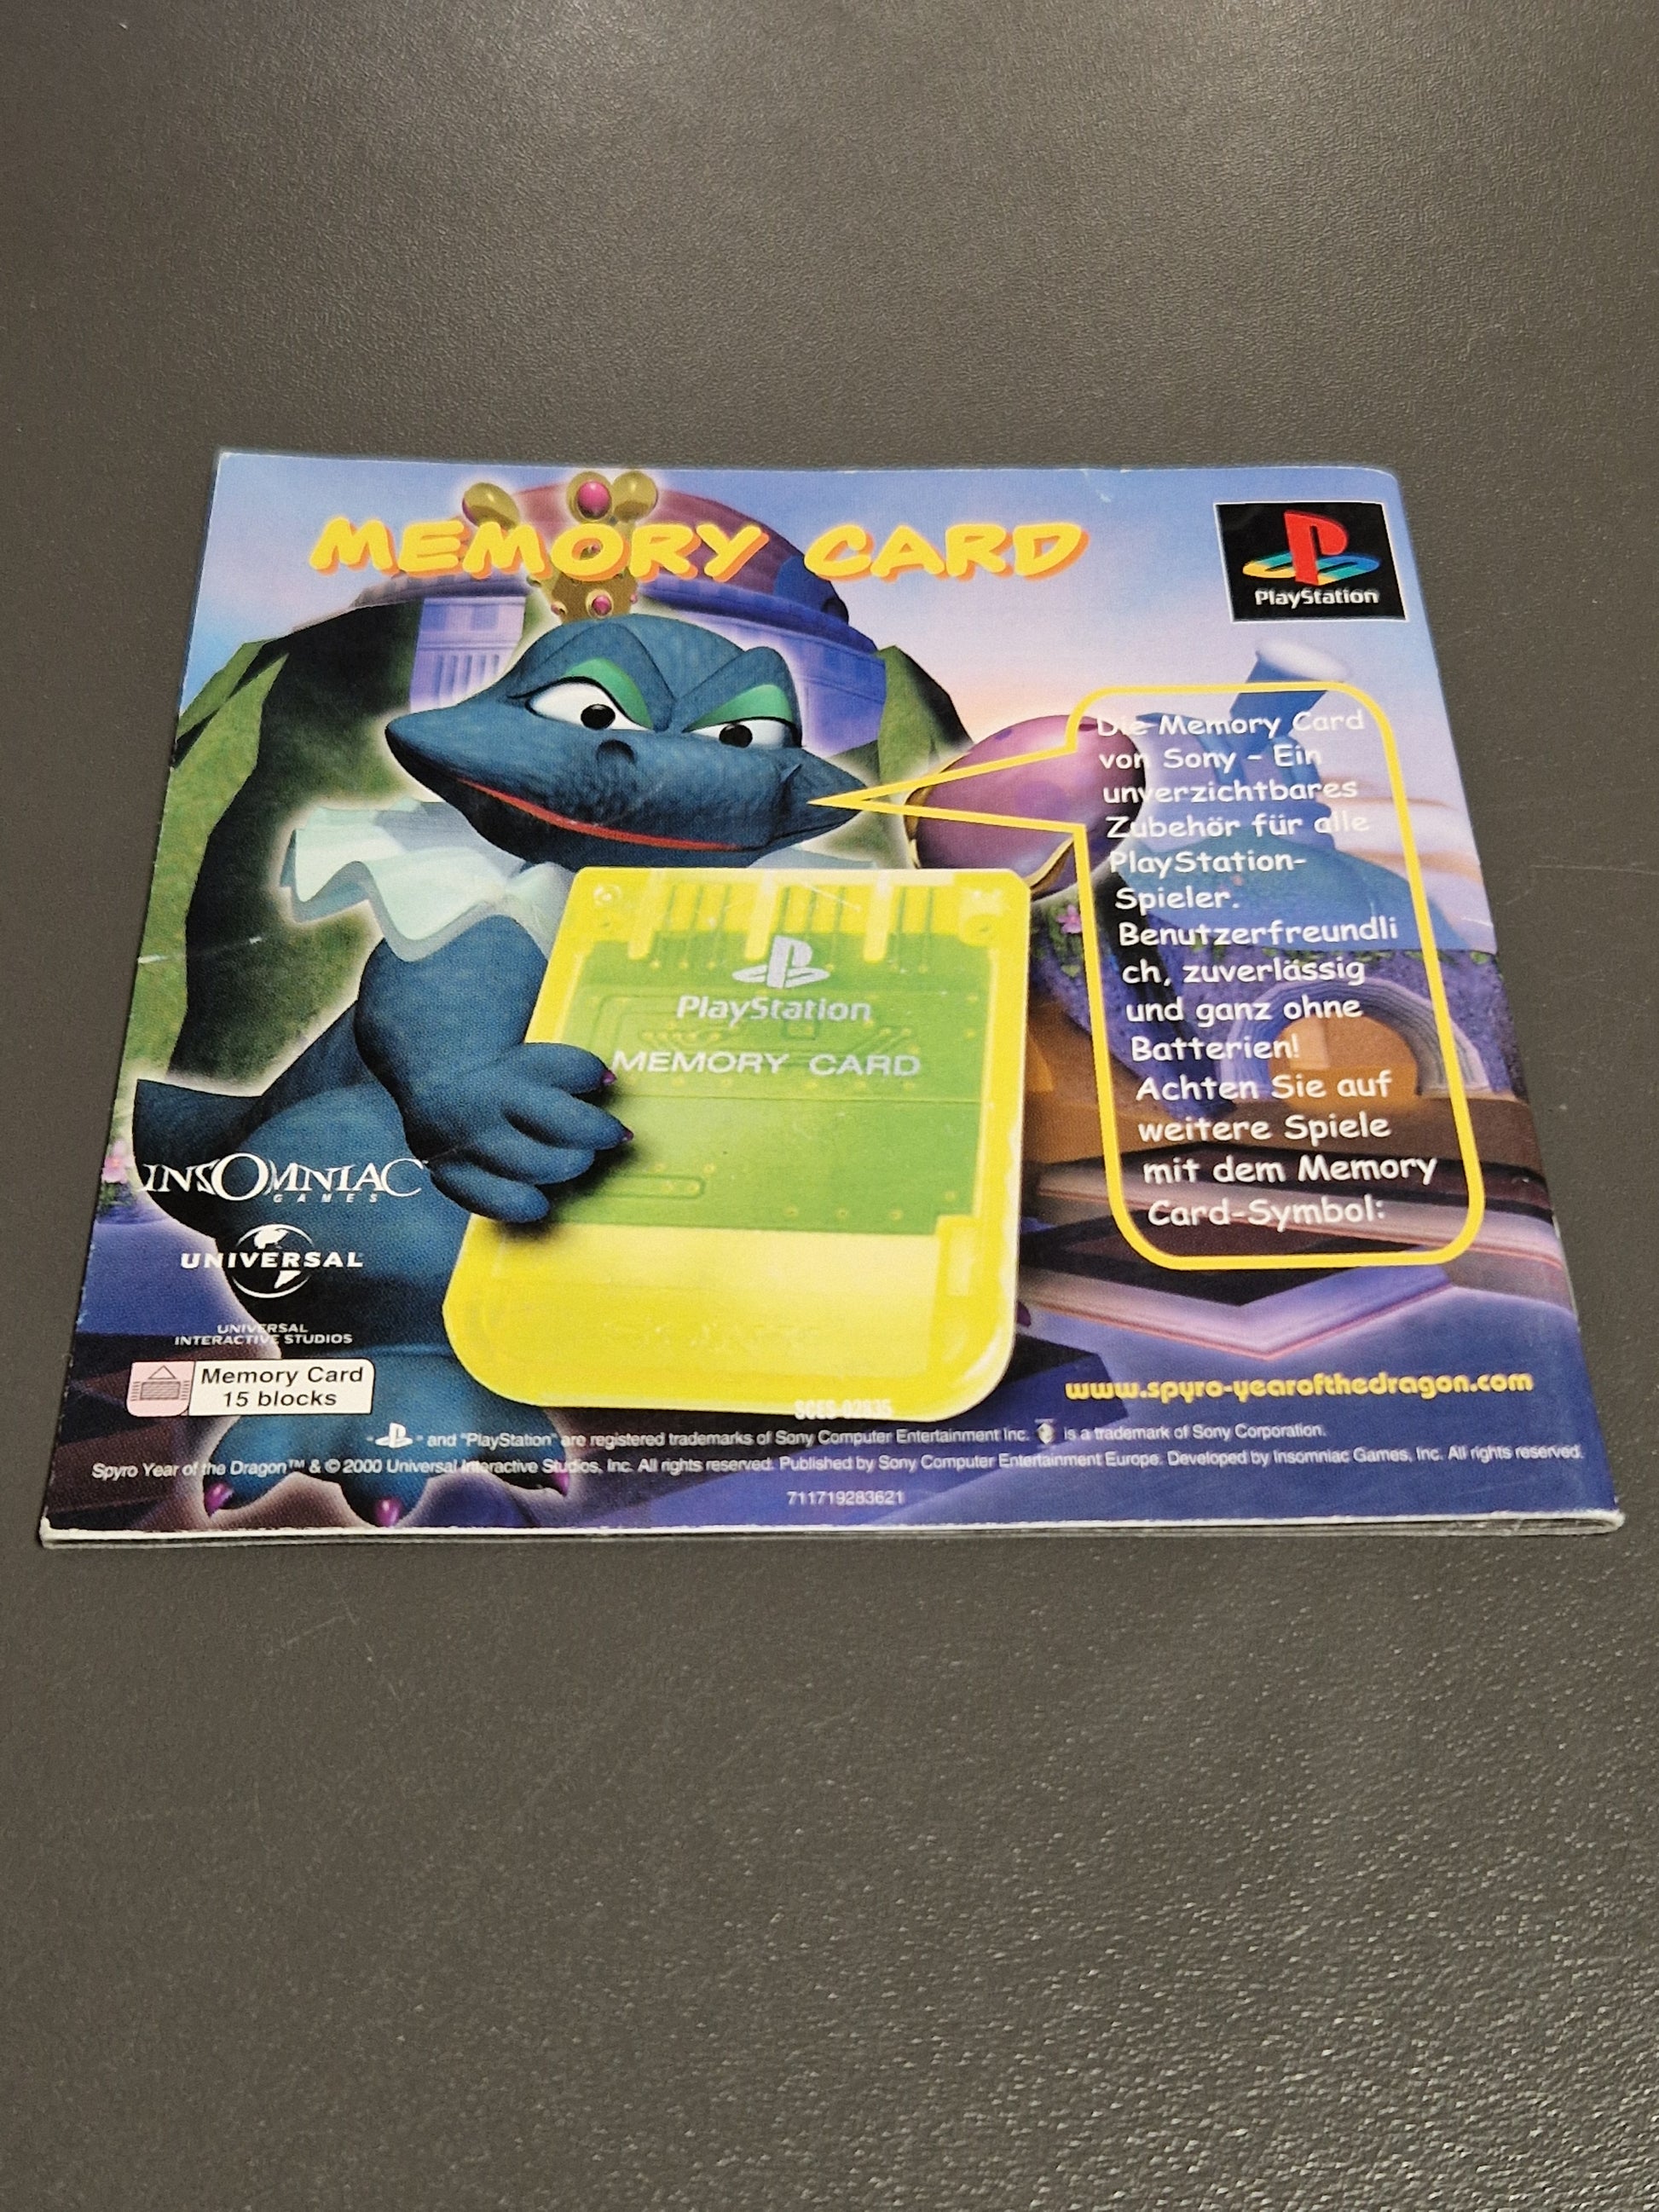 MEMORY CARD
PlayStation
Die Memory Card
von Sony - Ein
unverzichtbares
Zubehör für alle
PlayStation-
Spieler.
Benutzerfreundli
ch, zuverlässig
und ganz ohne
Batterien!
Achten Sie auf
weitere Spiele
mit dem Memory
Card-Symbol:
PlayStation
MEMORY CARD
INSOMNIAC
GAMES
UNIVERSAL
UNIVERSAL
INTERACTIVE STUDIOS
Memory Card
15 blocks
www.spyro-yearofthedragon.com
SCES-02835
" " and "PlayStation" are registered trademarks of Sony Computer Entertainment Inc. is a trademark of Sony Corporation.
Spyro Year of the Dragon™ & © 2000 Universal Interactive Studios, Inc. All rights reserved. Published by Sony Computer Entertainment Europe. Developed by Insomniac Games, Inc. All rights reserved.
711719283621